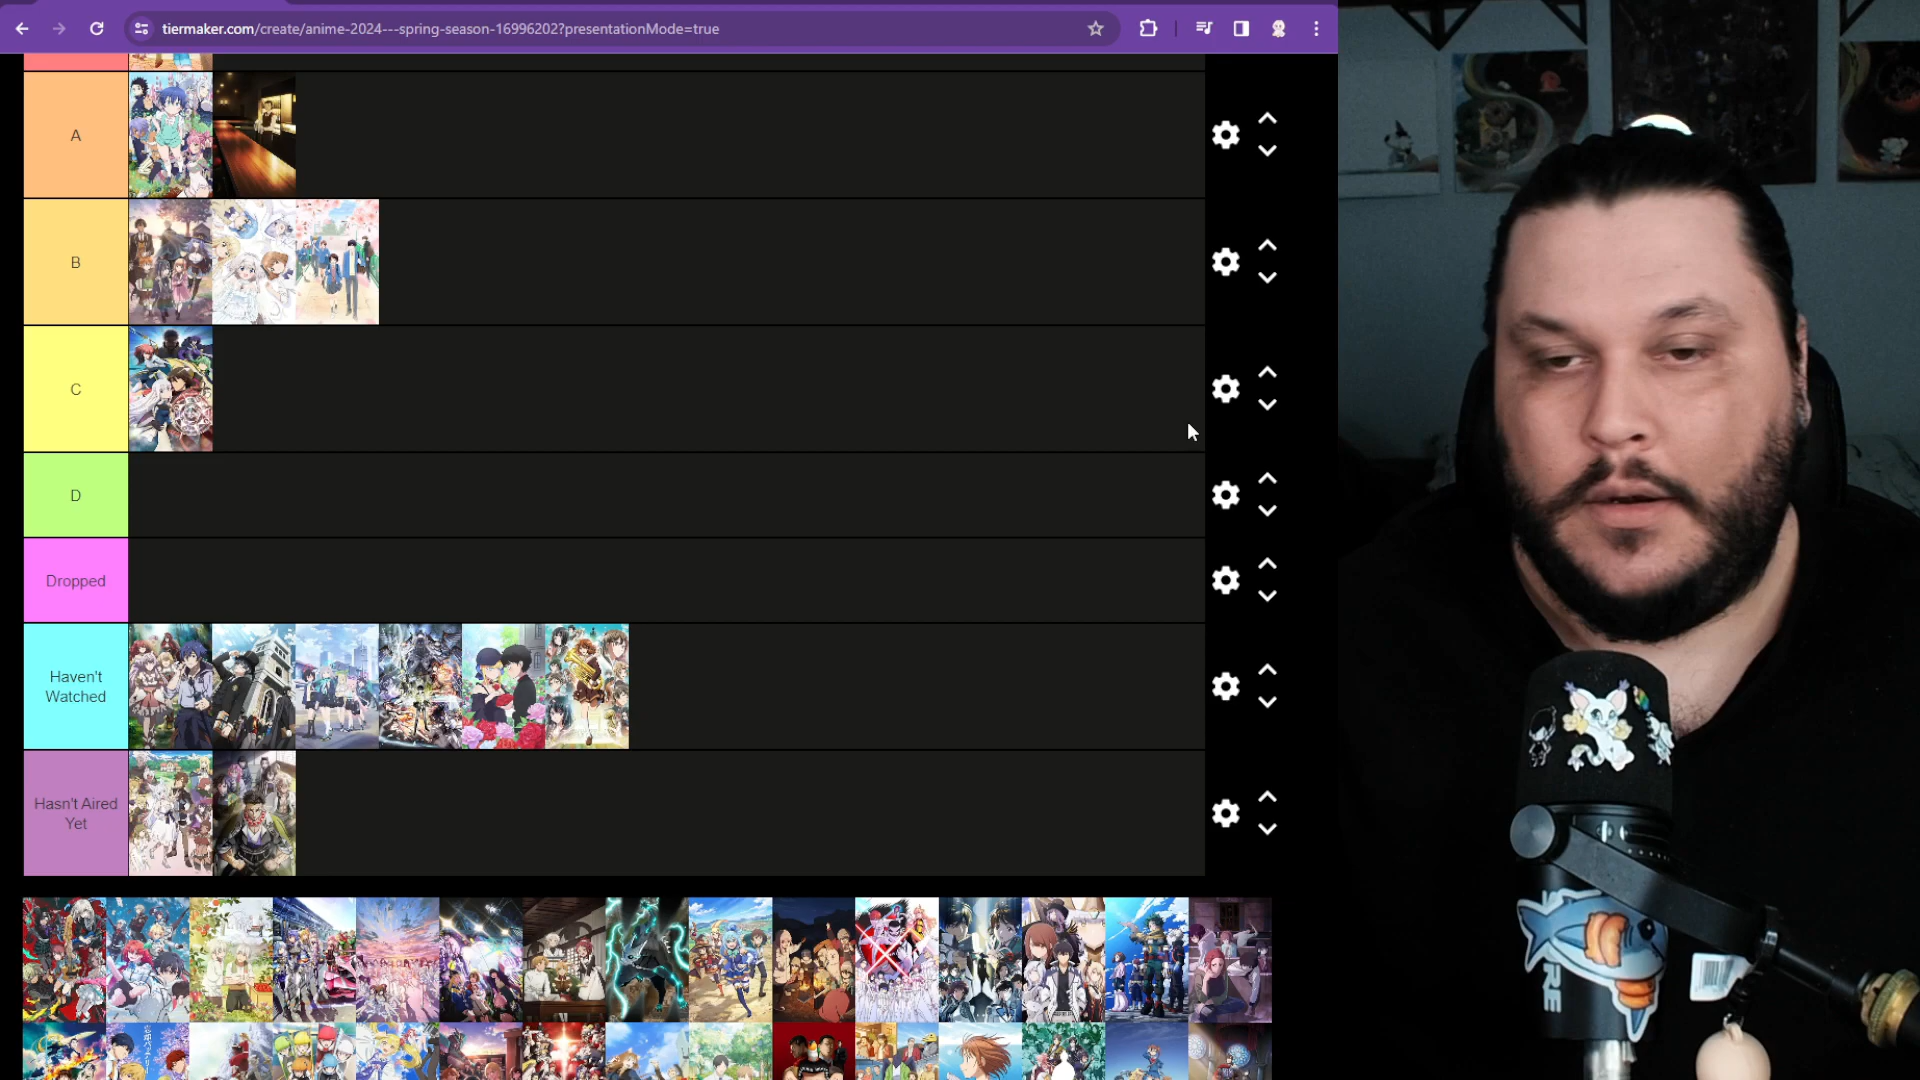 tiermaker.com/create/anime-2024---spring-season-16996202?presentationMode=true
A
B
C
D
Dropped
Haven't
Watched
Hasn't Aired
Yet